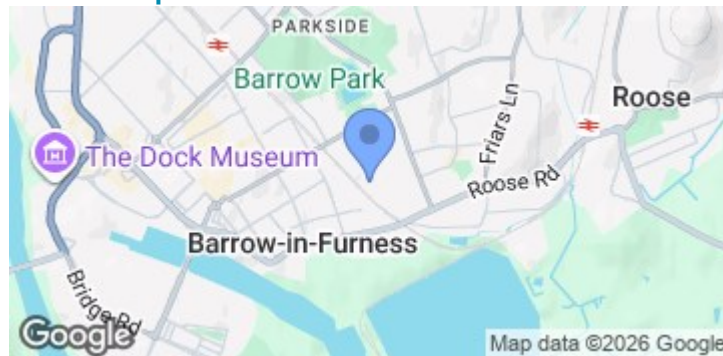 PARKSIDE
Barrow Park
Roose
Friars Ln
The Dock Museum
Roose Rd
Barrow-in-Furness
Bridge Rd
Google
Map data ©2026 Google